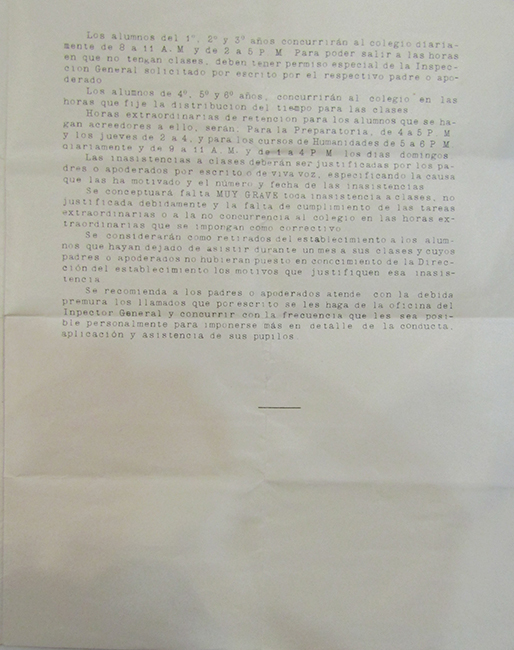 Los alumnos del 1º, 2º y 3º años concurrirán al colegio diaria-
mente de 8 a 11 A.M y de 2 a 5 P M Para poder salir a las horas
en que no tengan clases, deben tener permiso especial de la Inspec-
ción General solicitado por escrito por el respectivo padre o apo-
derado
Los alumnos de 4º, 5º y 6º años, concurrirán al colegio en las
horas que fije la distribución del tiempo para las clases
Horas extraordinarias de retención para los alumnos que se ha-
gan acreedores a ello, serán, Para la Preparatoria, de 4 a 5 P. M
y los jueves de 2 a 4, y para los cursos de Humanidades de 5 a 6 P M
diariamente y de 9 a 11 A. M. y de 1 a 4 P M los días domingos
Las inasistencias a clases deberán ser justificadas por los pa-
dres o apoderados por escrito o de viva voz, especificando la causa
que las ha motivado y el número y fecha de las inasistencias
Se conceptuará falta MUY GRAVE toda inasistencia a clases, no
justificada debidamente y la falta de cumplimiento de las tareas
extraordinarias o a la no concurrencia al colegio en las horas ex-
traordinarias que se impongan como correctivo
Se considerarán como retirados del establecimiento a los alum-
nos que hayan dejado de asistir durante un mes a sus clases y cuyos
padres o apoderados no hubieran puesto en conocimiento de la Direc-
ción del establecimiento los motivos que justifiquen esa inasis-
tencia.
Se recomienda a los padres o apoderados atende con la debida
premura los llamados que por escrito se les haga de la oficina del
Inpector General y concurrir con la frecuencia que les sea posi-
ble personalmente para imponerse más en detalle de la conducta,
aplicación y asistencia de sus pupilos